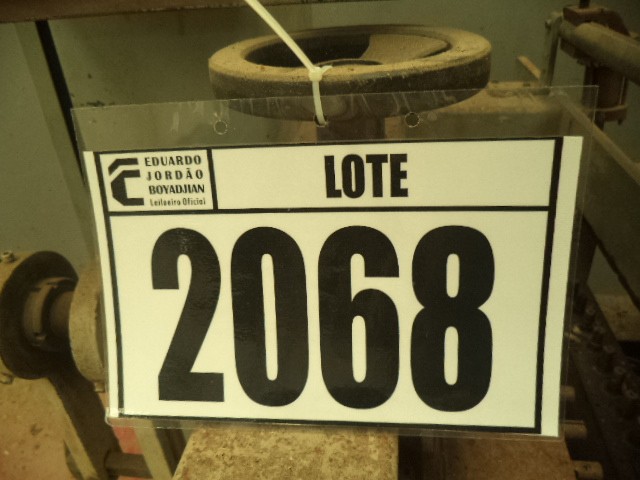 EDUARDO
JORDÃO
BOYADJIAN
Leiloeiro Oficial
LOTE
2068